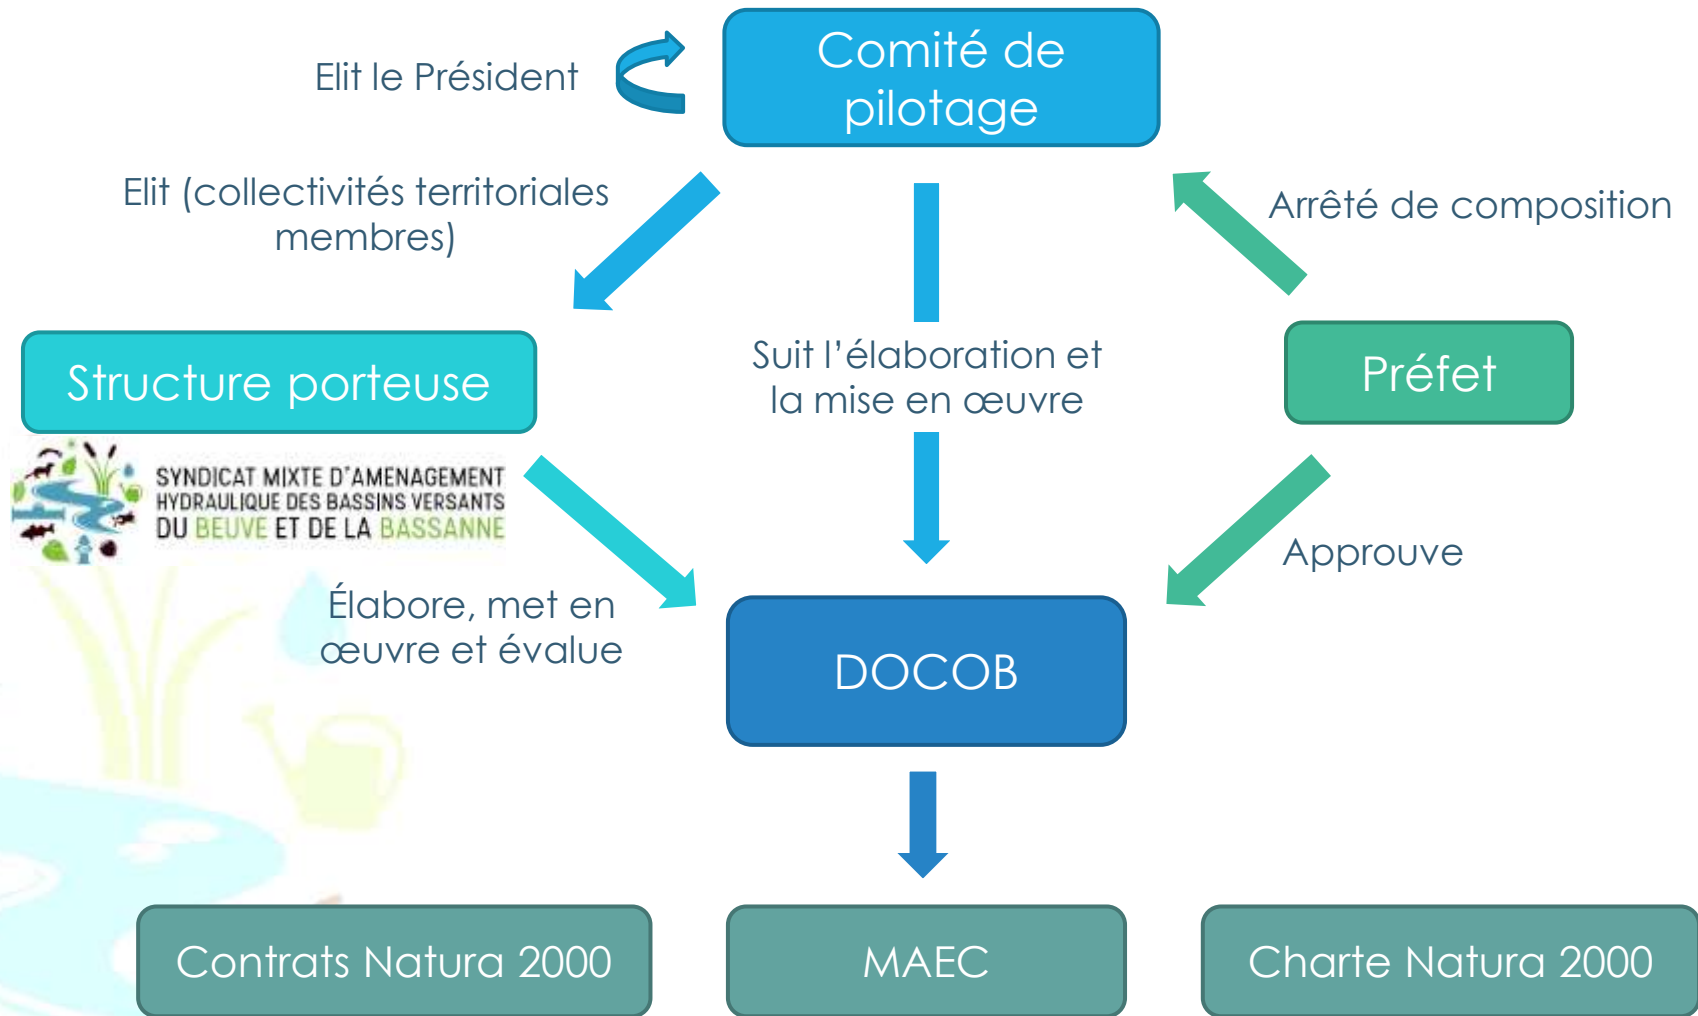 Comité de
pilotage
Elit le Président
Elit (collectivités territoriales
membres)
Arrêté de composition
Structure porteuse
Suit l’élaboration et
la mise en œuvre
Préfet
SYNDICAT MIXTE D'AMENAGEMENT
HYDRAULIQUE DES BASSINS VERSANTS
DU BEUVE ET DE LA BASSANNE
Approuve
Élabore, met en
œuvre et évalue
DOCOB
Contrats Natura 2000
MAEC
Charte Natura 2000